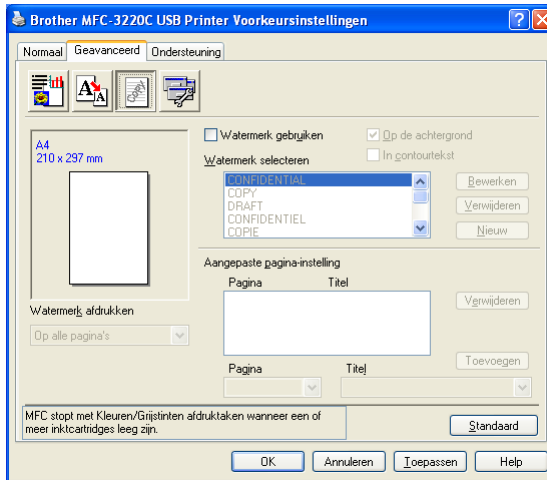 Brother MFC-3220C USB Printer Voorkeursinstellingen
Normaal Geavanceerd Ondersteuning
A4
210 x 297 mm
Watermerk afdrukken
Op alle pagina's
Watermerk gebruiken
Op de achtergrond
In contourtekst
Watermerk selecteren
CONFIDENTIAL
COPY
DRAFT
CONFIDENTIEL
COPIE
Bewerken
Verwijderen
Nieuw
Aangepaste pagina-instelling
Pagina Titel
Verwijderen
Toevoegen
Pagina Titel
MFC stopt met Kleuren/Grijstinten afdruktaken wanneer een of
meer inktcartridges leeg zijn.
Standaard
OK Annuleren Toepassen Help